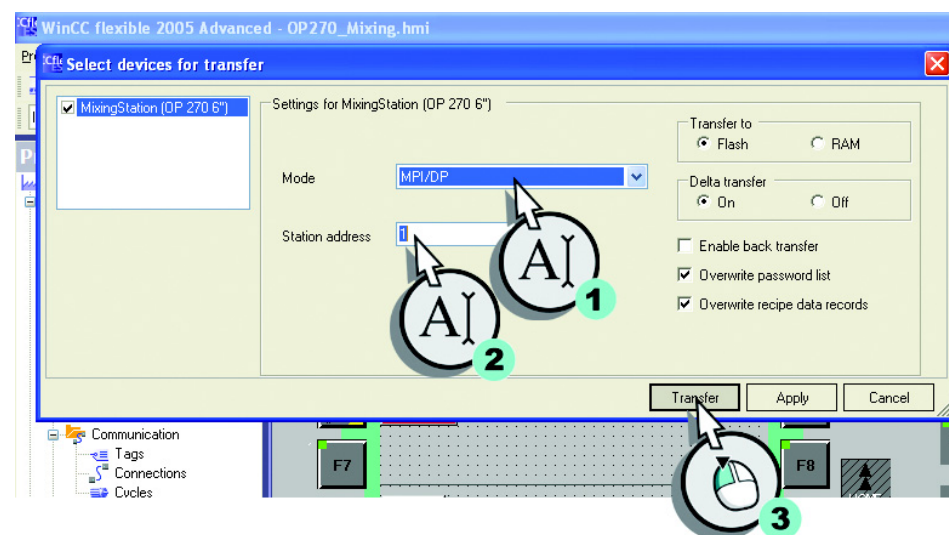 WinCC flexible 2005 Advanced - OP270_Mixing.hmi
Select devices for transfer
MixingStation (OP 270 6")
Settings for MixingStation (OP 270 6")
Transfer to
Flash RAM
Mode MPI/DP
Delta transfer
On Off
Station address 1
Enable back transfer
Overwrite password list
Overwrite recipe data records
AI 1
AI 2
Transfer Apply Cancel
Communication
Tags
Connections
Cycles
F7 F8
3